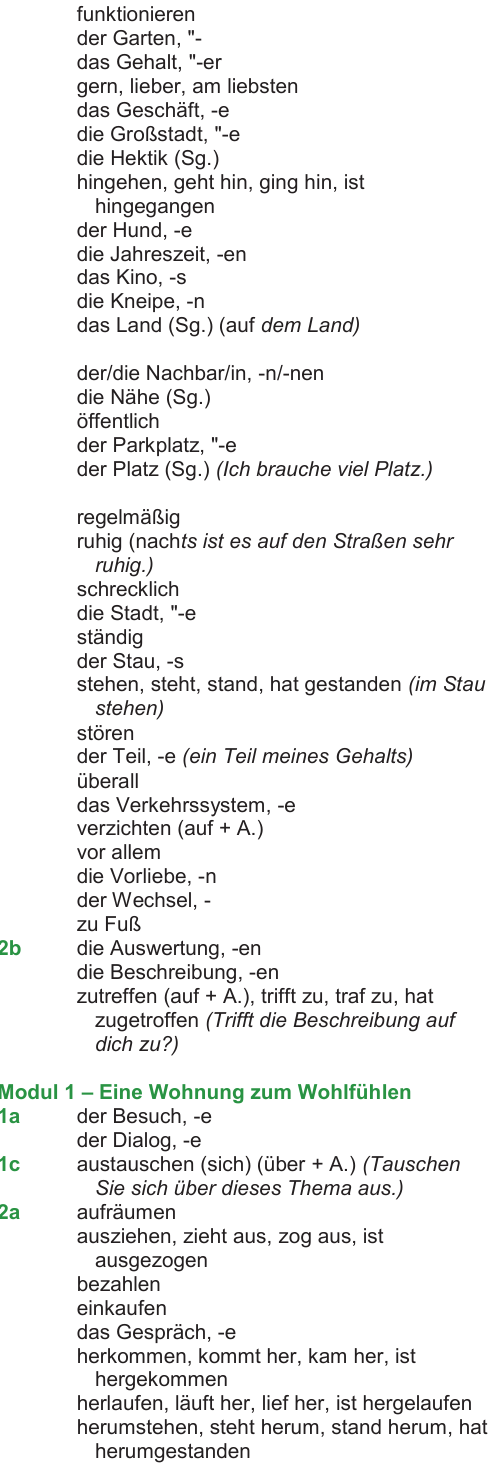 funktionieren
der Garten, "-
das Gehalt, "-er
gern, lieber, am liebsten
das Geschäft, -e
die Großstadt, "-e
die Hektik (Sg.)
hingehen, geht hin, ging hin, ist
hingegangen
der Hund, -e
die Jahreszeit, -en
das Kino, -s
die Kneipe, -n
das Land (Sg.) (auf dem Land)
der/die Nachbar/in, -n/-nen
die Nähe (Sg.)
öffentlich
der Parkplatz, "-e
der Platz (Sg.) (Ich brauche viel Platz.)
regelmäßig
ruhig (nachts ist es auf den Straßen sehr
ruhig.)
schrecklich
die Stadt, "-e
ständig
der Stau, -s
stehen, steht, stand, hat gestanden (im Stau
stehen)
stören
der Teil, -e (ein Teil meines Gehalts)
überall
das Verkehrssystem, -e
verzichten (auf + A.)
vor allem
die Vorliebe, -n
der Wechsel, -
zu Fuß
2b die Auswertung, -en
die Beschreibung, -en
zutreffen (auf + A.), trifft zu, traf zu, hat
zugetroffen (Trifft die Beschreibung auf
dich zu?)
Modul 1 – Eine Wohnung zum Wohlfühlen
1a der Besuch, -e
der Dialog, -e
1c austauschen (sich) (über + A.) (Tauschen
Sie sich über dieses Thema aus.)
2a aufräumen
ausziehen, zieht aus, zog aus, ist
ausgezogen
bezahlen
einkaufen
das Gespräch, -e
herkommen, kommt her, kam her, ist
hergekommen
herlaufen, läuft her, lief her, ist hergelaufen
herumstehen, steht herum, stand herum, hat
herumgestanden